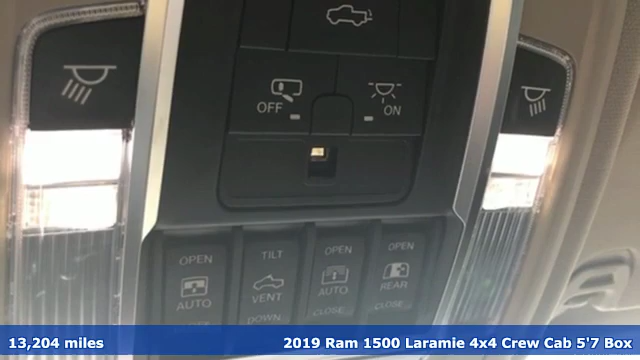 OFF
ON
OPEN
AUTO
TILT
VENT
DOWN
OPEN
AUTO
CLOSE
OPEN
REAR
CLOSE
13,204 miles
2019 Ram 1500 Laramie 4x4 Crew Cab 5'7 Box